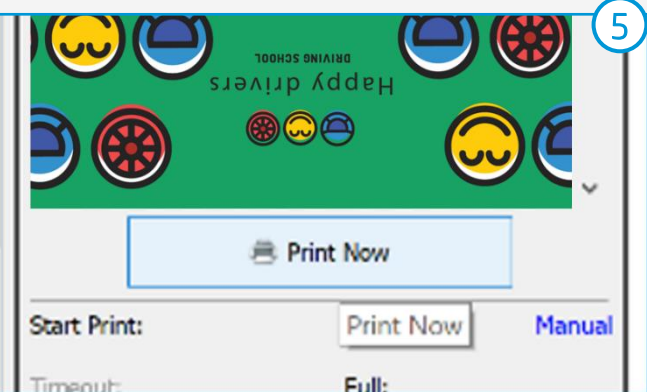 5
Happy drivers
DRIVING SCHOOL
Print Now
Start Print:
Print Now
Manual
Timeout:
Full: